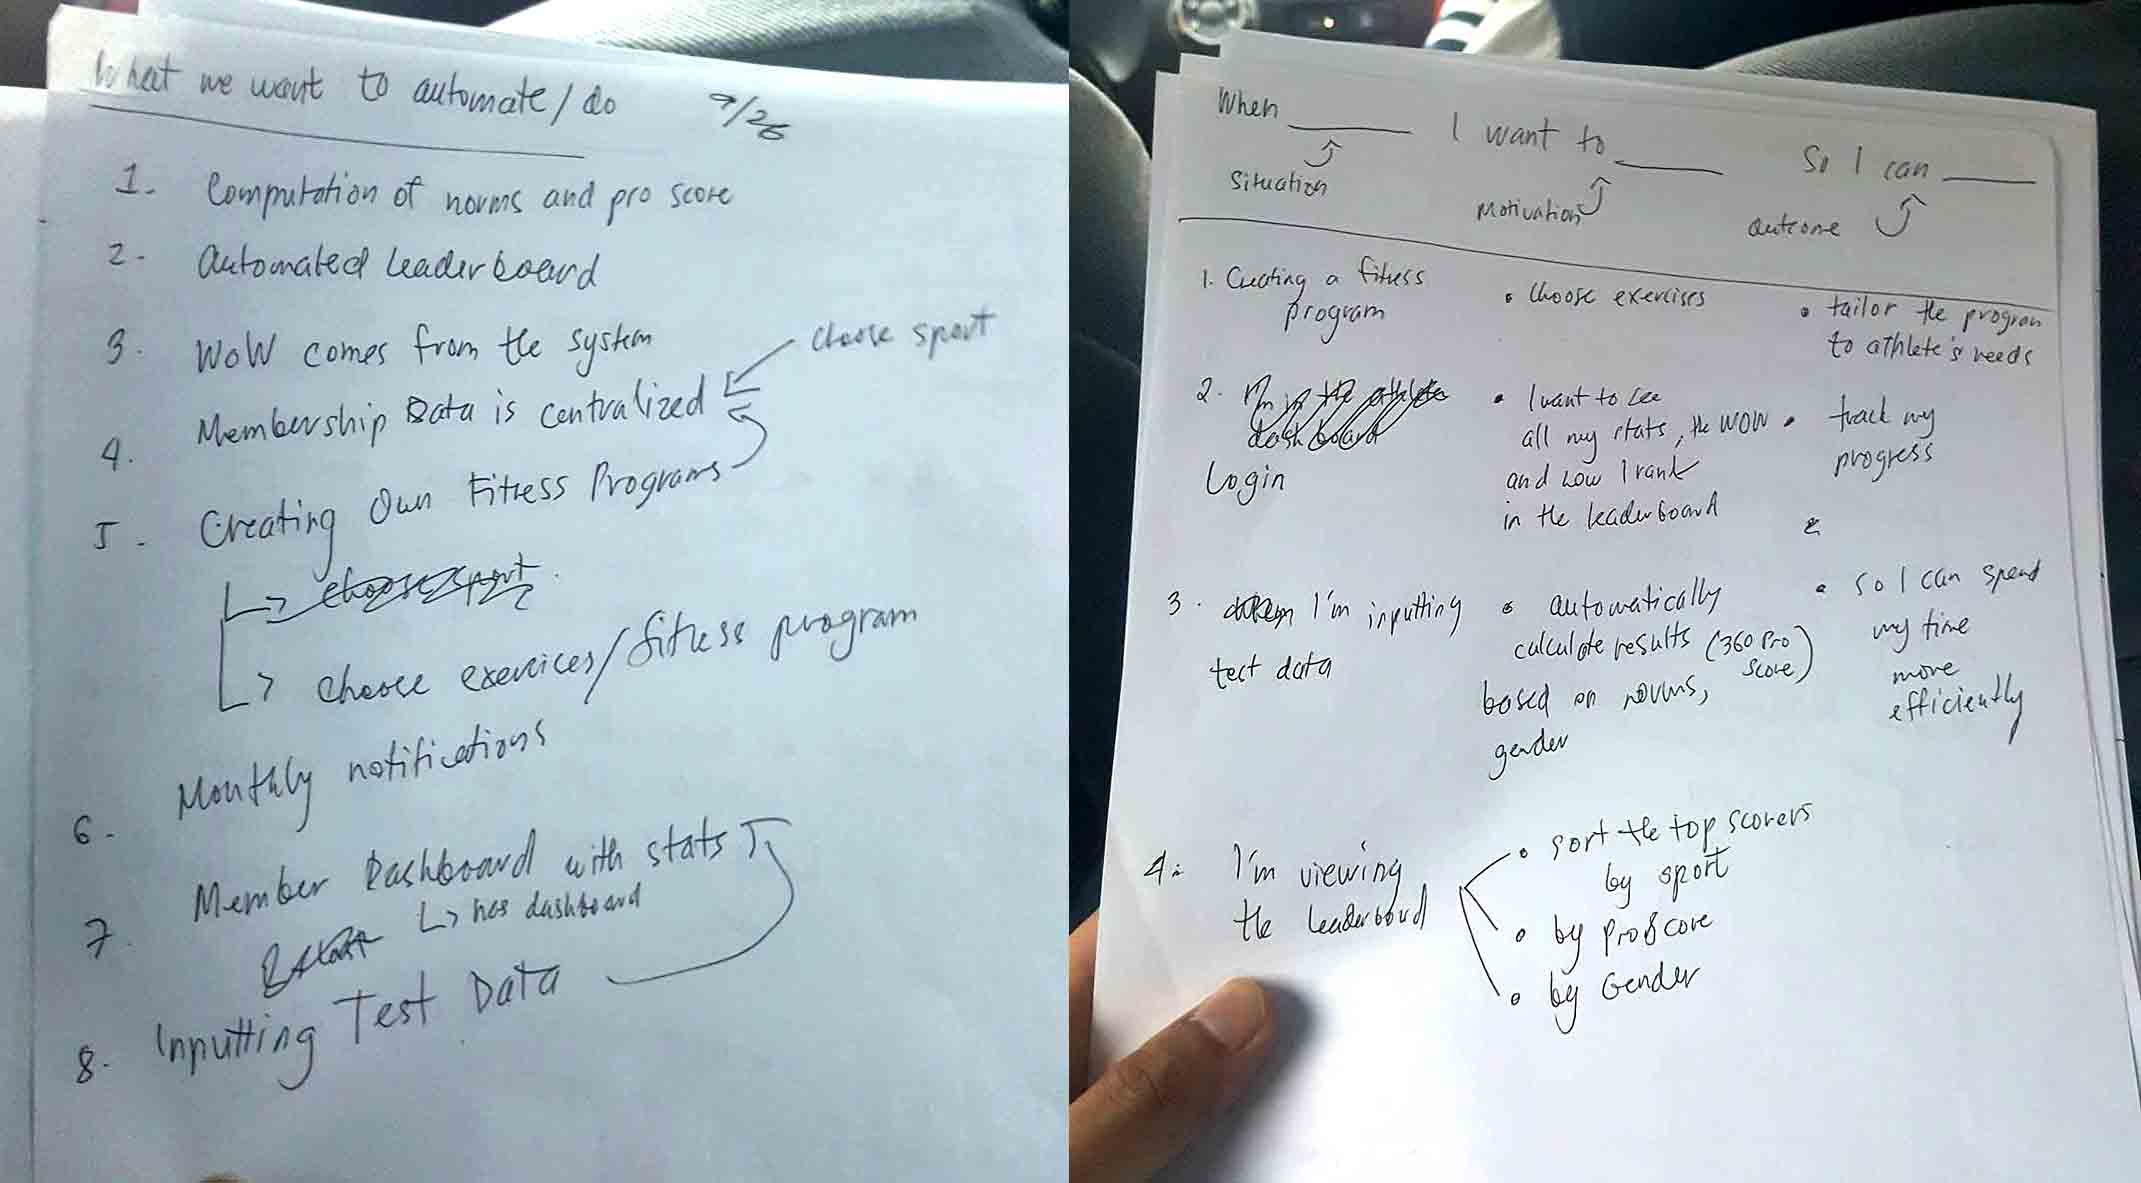 What we want to automate/do 9/26
1. Computation of norms and pro score
2. Automated Leaderboard
3. WoW comes from the system
choose sport
4. Membership Data is centralized
5. Creating Own Fitness Programs
choose sport
choose exercices/fitness program
6. Monthly notifications
7. Member Dashboard with stats
has dashboard
8. Inputting Test Data
When I want to So I can
Situation
Motivation
outcome
1. Creating a fitness
program
• choose exercises
• tailor the program
to athlete's needs
2. I'm in the athlete
dashboard
Login
• I want to see
all my stats, the WOW
and how I rank
in the leaderboard
• track my
progress
3. I'm inputting
test data
• automatically
calculate results (360 Pro
Score)
based on norms,
gender
• so I can spend
my time
more
efficiently
4. I'm viewing
the leaderboard
• sort the top scorers
by sport
• by ProScore
• by Gender